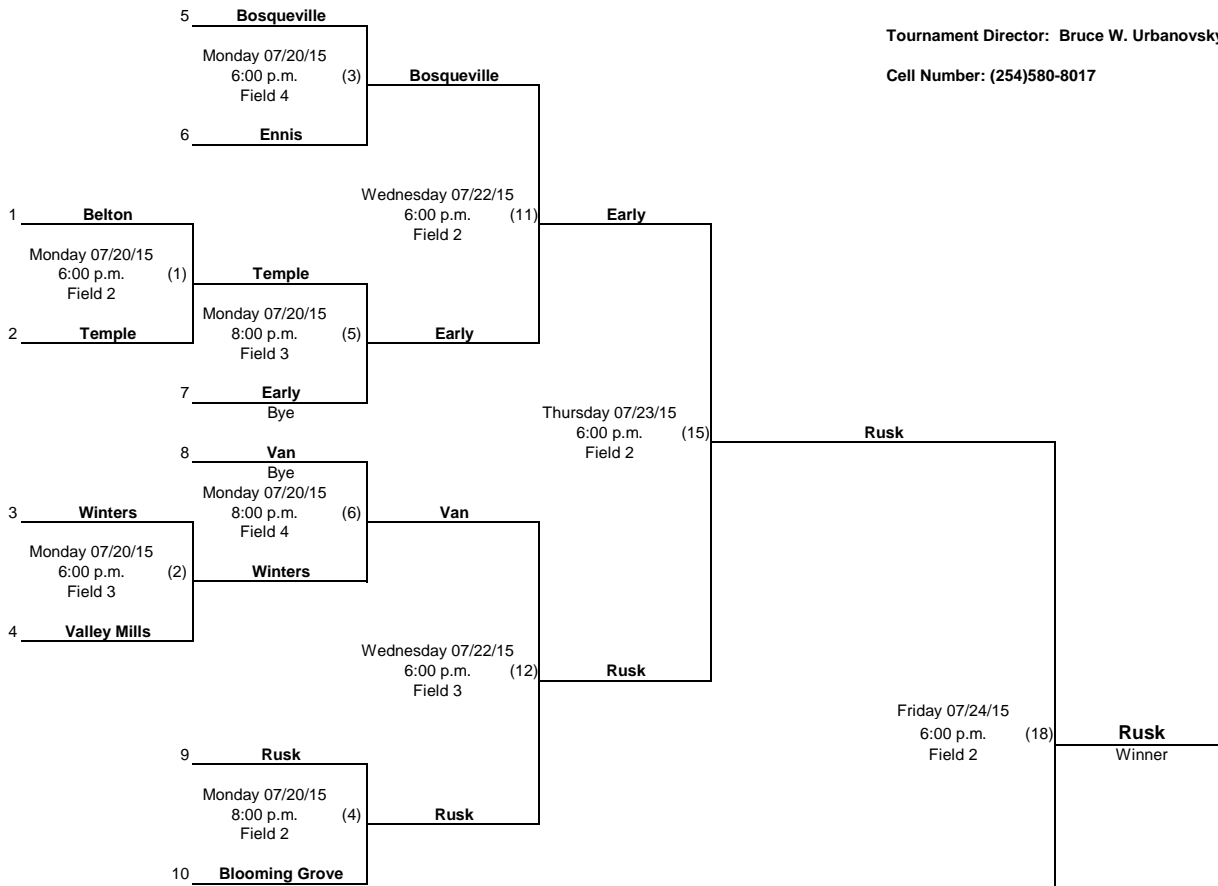 5 Bosqueville
Tournament Director: Bruce W. Urbanovsky
Monday 07/20/15
6:00 p.m. (3) Bosqueville
Cell Number: (254)580-8017
Field 4
6 Ennis
Wednesday 07/22/15
1 Belton
6:00 p.m. (11) Early
Field 2
Monday 07/20/15
6:00 p.m. (1) Temple
Field 2
Monday 07/20/15
2 Temple
8:00 p.m. (5) Early
Field 3
7 Early
Bye
Thursday 07/23/15
6:00 p.m. (15) Rusk
Field 2
8 Van
Bye
Monday 07/20/15
3 Winters
8:00 p.m. (6) Van
Field 4
Monday 07/20/15
6:00 p.m. (2) Winters
Field 3
4 Valley Mills
Wednesday 07/22/15
6:00 p.m. (12) Rusk
Field 3
Friday 07/24/15
6:00 p.m. (18) Rusk
Field 2 Winner
9 Rusk
Monday 07/20/15
8:00 p.m. (4) Rusk
Field 2
10 Blooming Grove